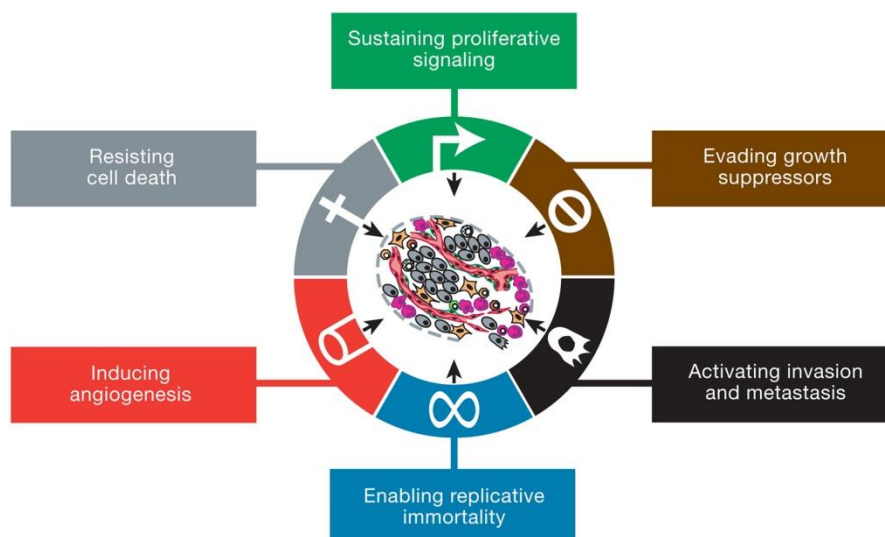 Sustaining proliferative
signaling
Resisting
cell death
Evading growth
suppressors
Inducing
angiogenesis
Activating invasion
and metastasis
Enabling replicative
immortality